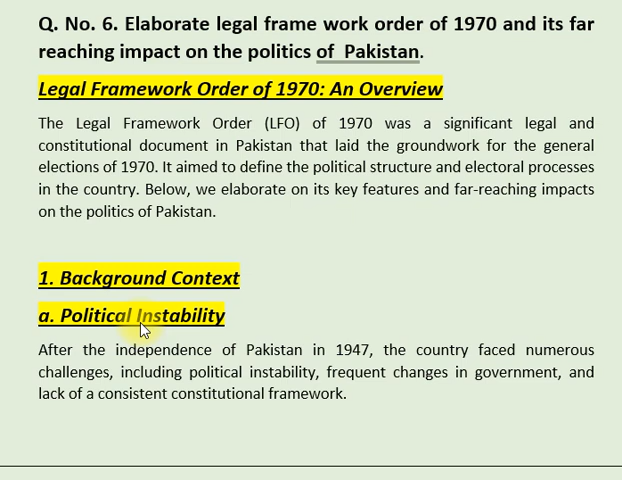 Q. No. 6. Elaborate legal frame work order of 1970 and its far
reaching impact on the politics of Pakistan.
Legal Framework Order of 1970: An Overview
The Legal Framework Order (LFO) of 1970 was a significant legal and
constitutional document in Pakistan that laid the groundwork for the general
elections of 1970. It aimed to define the political structure and electoral processes
in the country. Below, we elaborate on its key features and far-reaching impacts
on the politics of Pakistan.
1. Background Context
a. Political Instability
After the independence of Pakistan in 1947, the country faced numerous
challenges, including political instability, frequent changes in government, and
lack of a consistent constitutional framework.